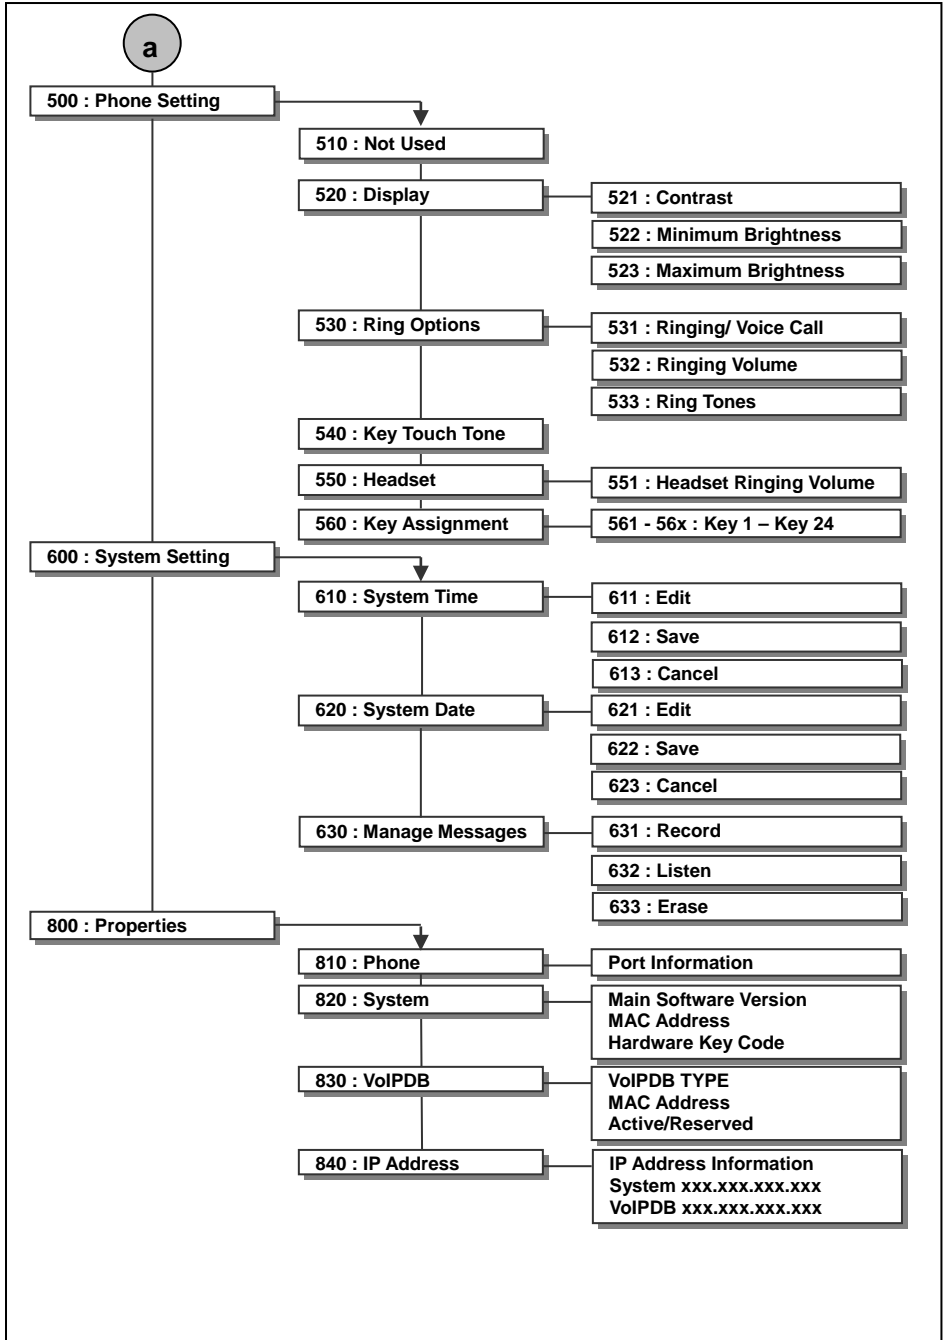 a
500 : Phone Setting
510 : Not Used
520 : Display
521 : Contrast
522 : Minimum Brightness
523 : Maximum Brightness
530 : Ring Options
531 : Ringing/ Voice Call
532 : Ringing Volume
533 : Ring Tones
540 : Key Touch Tone
550 : Headset
551 : Headset Ringing Volume
560 : Key Assignment
561 - 56x : Key 1 – Key 24
600 : System Setting
610 : System Time
611 : Edit
612 : Save
613 : Cancel
620 : System Date
621 : Edit
622 : Save
623 : Cancel
630 : Manage Messages
631 : Record
632 : Listen
633 : Erase
800 : Properties
810 : Phone
Port Information
820 : System
Main Software Version
MAC Address
Hardware Key Code
830 : VoIPDB
VoIPDB TYPE
MAC Address
Active/Reserved
840 : IP Address
IP Address Information
System xxx.xxx.xxx.xxx
VoIPDB xxx.xxx.xxx.xxx